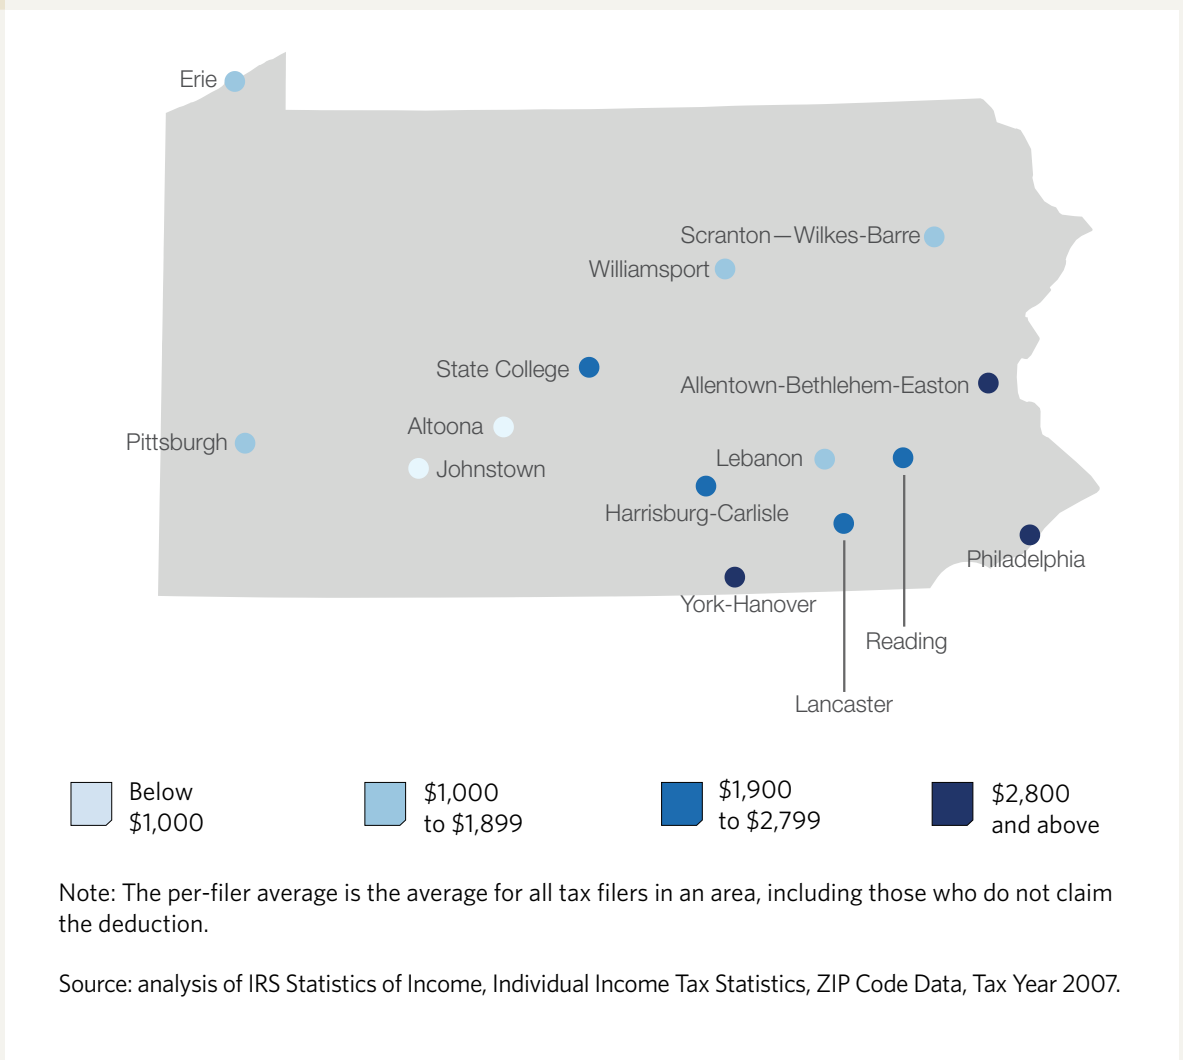 Erie
Scranton—Wilkes-Barre
Williamsport
State College
Allentown-Bethlehem-Easton
Altoona
Pittsburgh
Johnstown
Lebanon
Harrisburg-Carlisle
Philadelphia
York-Hanover
Reading
Lancaster
Below
$1,000
$1,000
to $1,899
$1,900
to $2,799
$2,800
and above
Note: The per-filer average is the average for all tax filers in an area, including those who do not claim
the deduction.
Source: analysis of IRS Statistics of Income, Individual Income Tax Statistics, ZIP Code Data, Tax Year 2007.